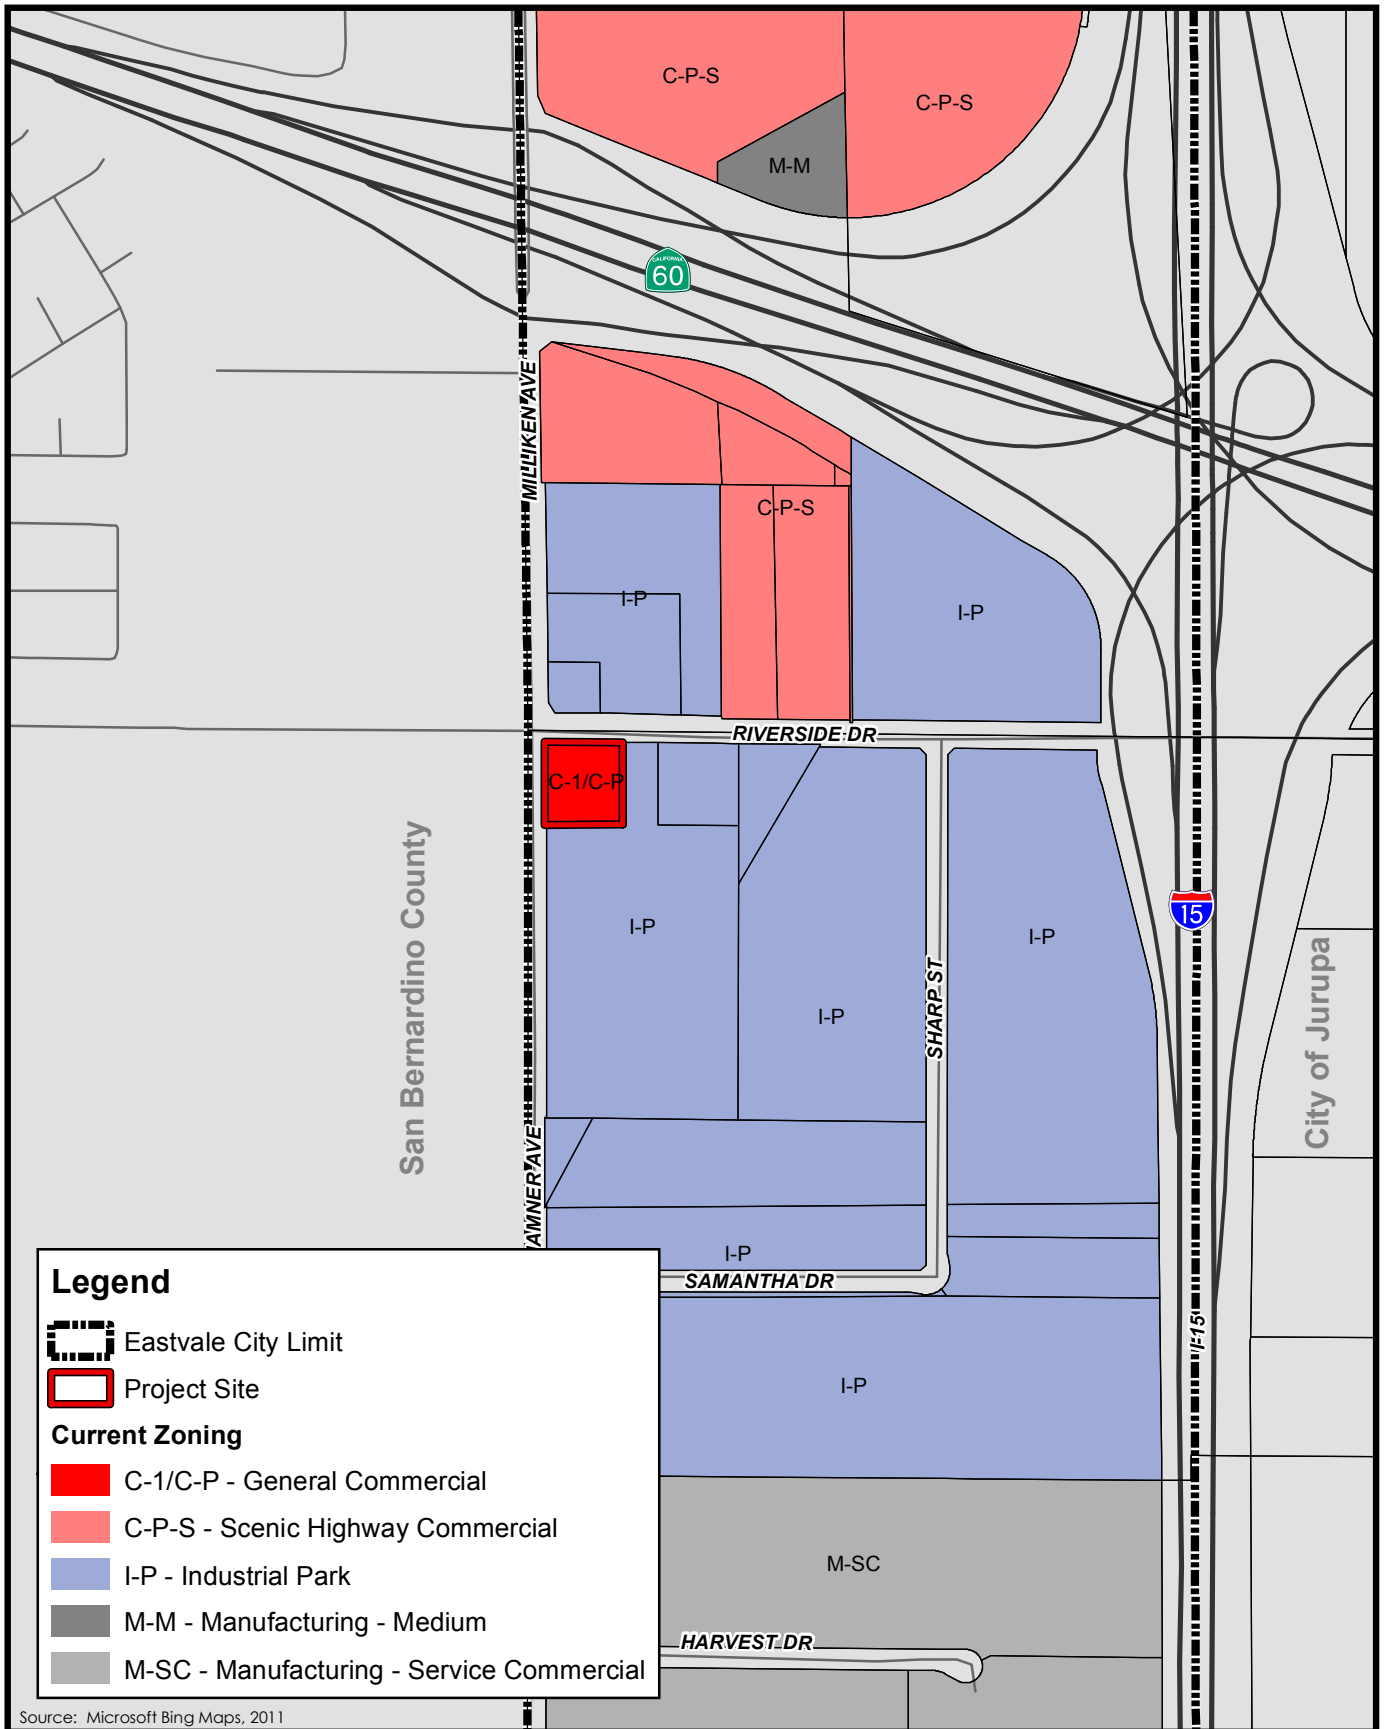 C-P-S
C-P-S
M-M
CALIFORNIA
60
MILLIKEN AVE
C-P-S
I-P
I-P
RIVERSIDE DR
C-1/C-P
San Bernardino County
15
I-P
I-P
I-P
SHARP ST
City of Jurupa
AMNER AVE
I-P
SAMANTHA DR
I-15
I-P
M-SC
HARVEST DR
Legend
Eastvale City Limit
Project Site
Current Zoning
C-1/C-P - General Commercial
C-P-S - Scenic Highway Commercial
I-P - Industrial Park
M-M - Manufacturing - Medium
M-SC - Manufacturing - Service Commercial
Source: Microsoft Bing Maps, 2011